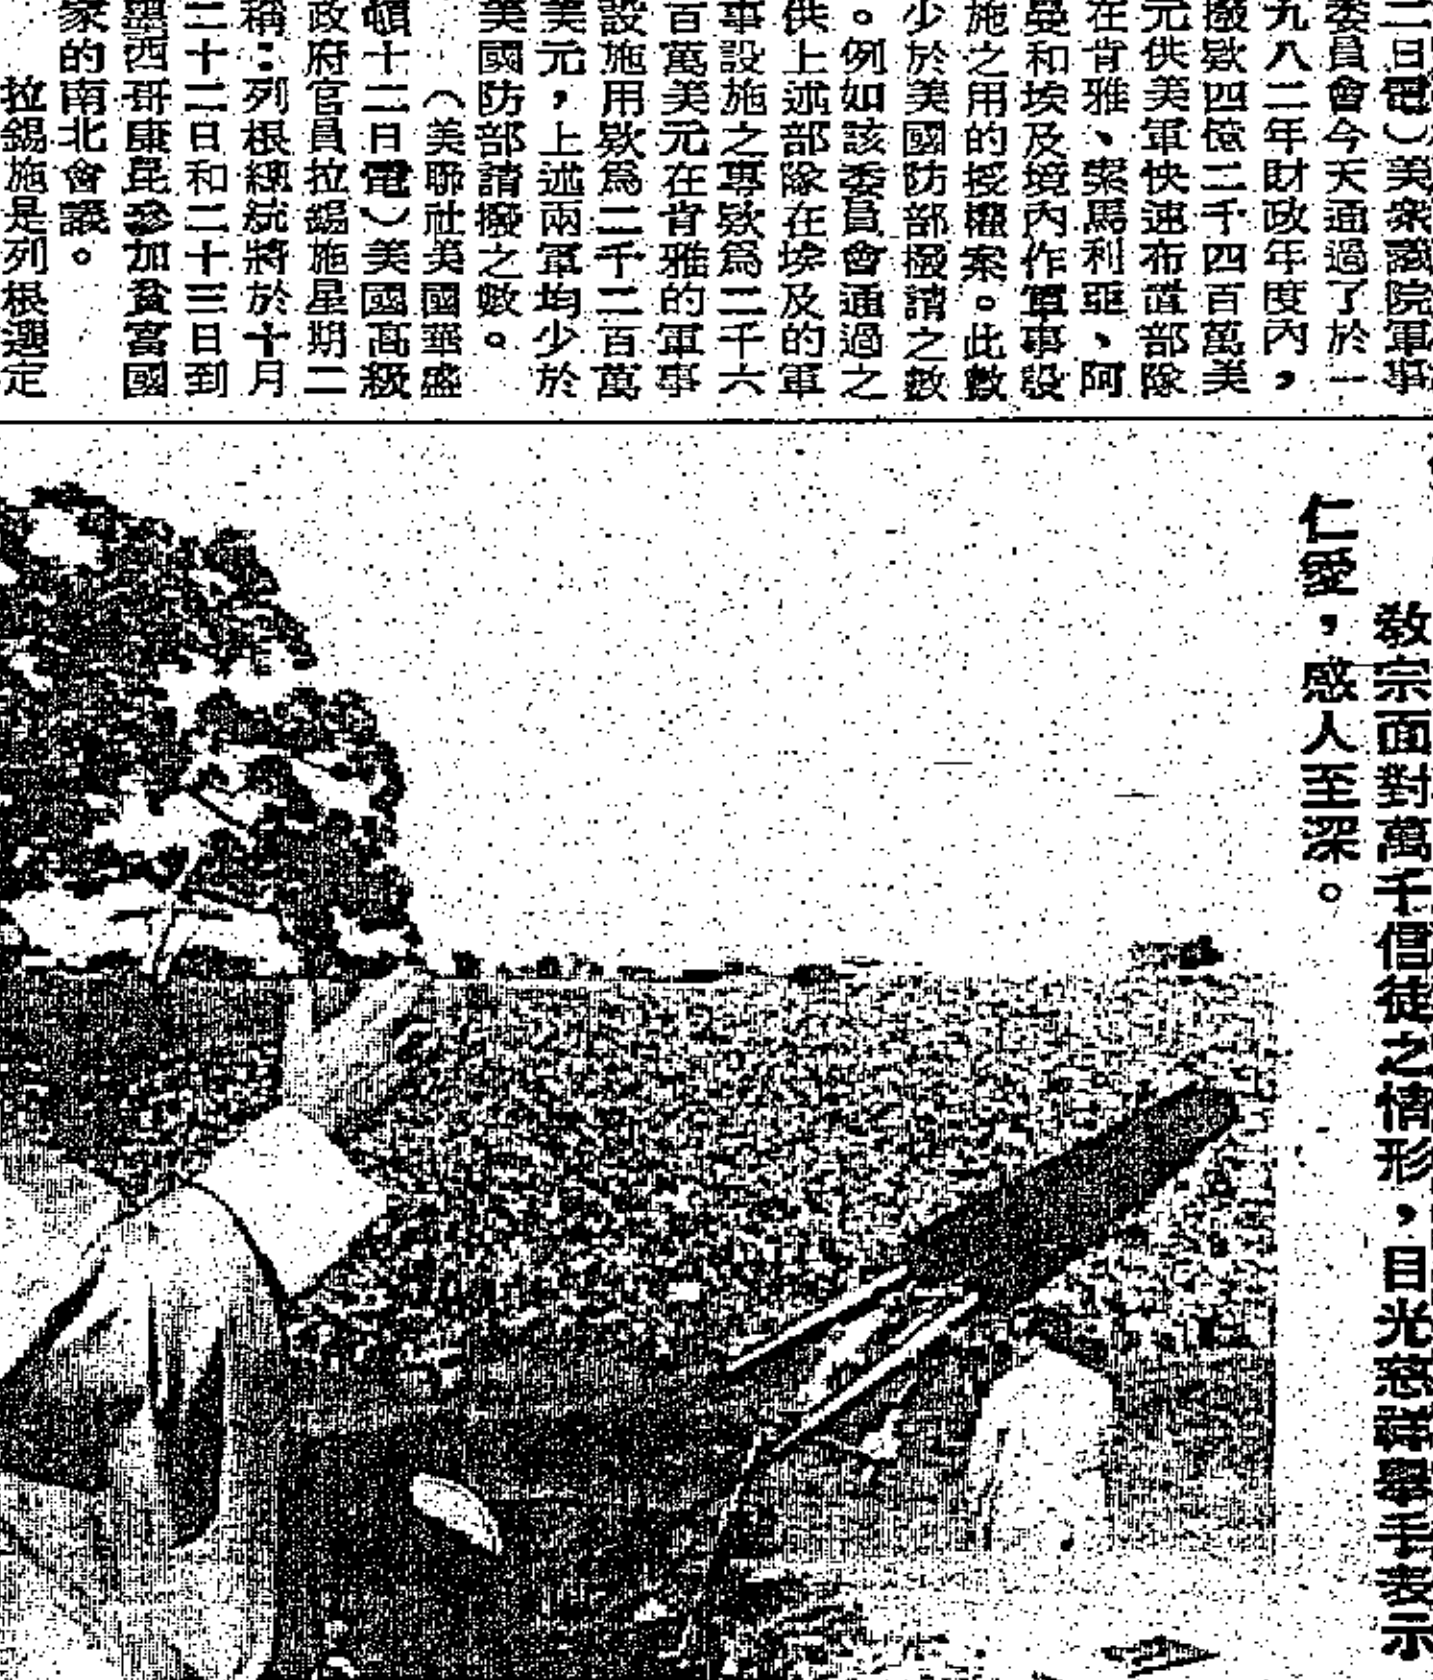 二日電）美衆議院軍事
委員會今天通過了於一
九八二年財政年度內，
撥欵四億二千四百萬美
元供美軍快速布置部隊
在肯雅、索馬利亞、阿
曼和埃及境內作軍事設
施之用的授權案。此數
少於美國防部撥請之數
。例如該委員會通過之
供上述部隊在埃及的軍
事設施之專欵爲二千六
百萬美元在肯雅的軍事
設施用欵爲二千二百萬
美元，上述兩軍均少於
美國防部請撥之數。
（美聯社美國華盛
頓十二日電）美國高級
政府官員拉錫施星期二
稱：列根總統將於十月
二十二日和二十三日到
墨西哥康昆參加貧富國
家的南北會議。
拉錫施是列根選定
教宗面對萬千信徒之情形，目光慈祥舉手表示
仁愛，感人至深。